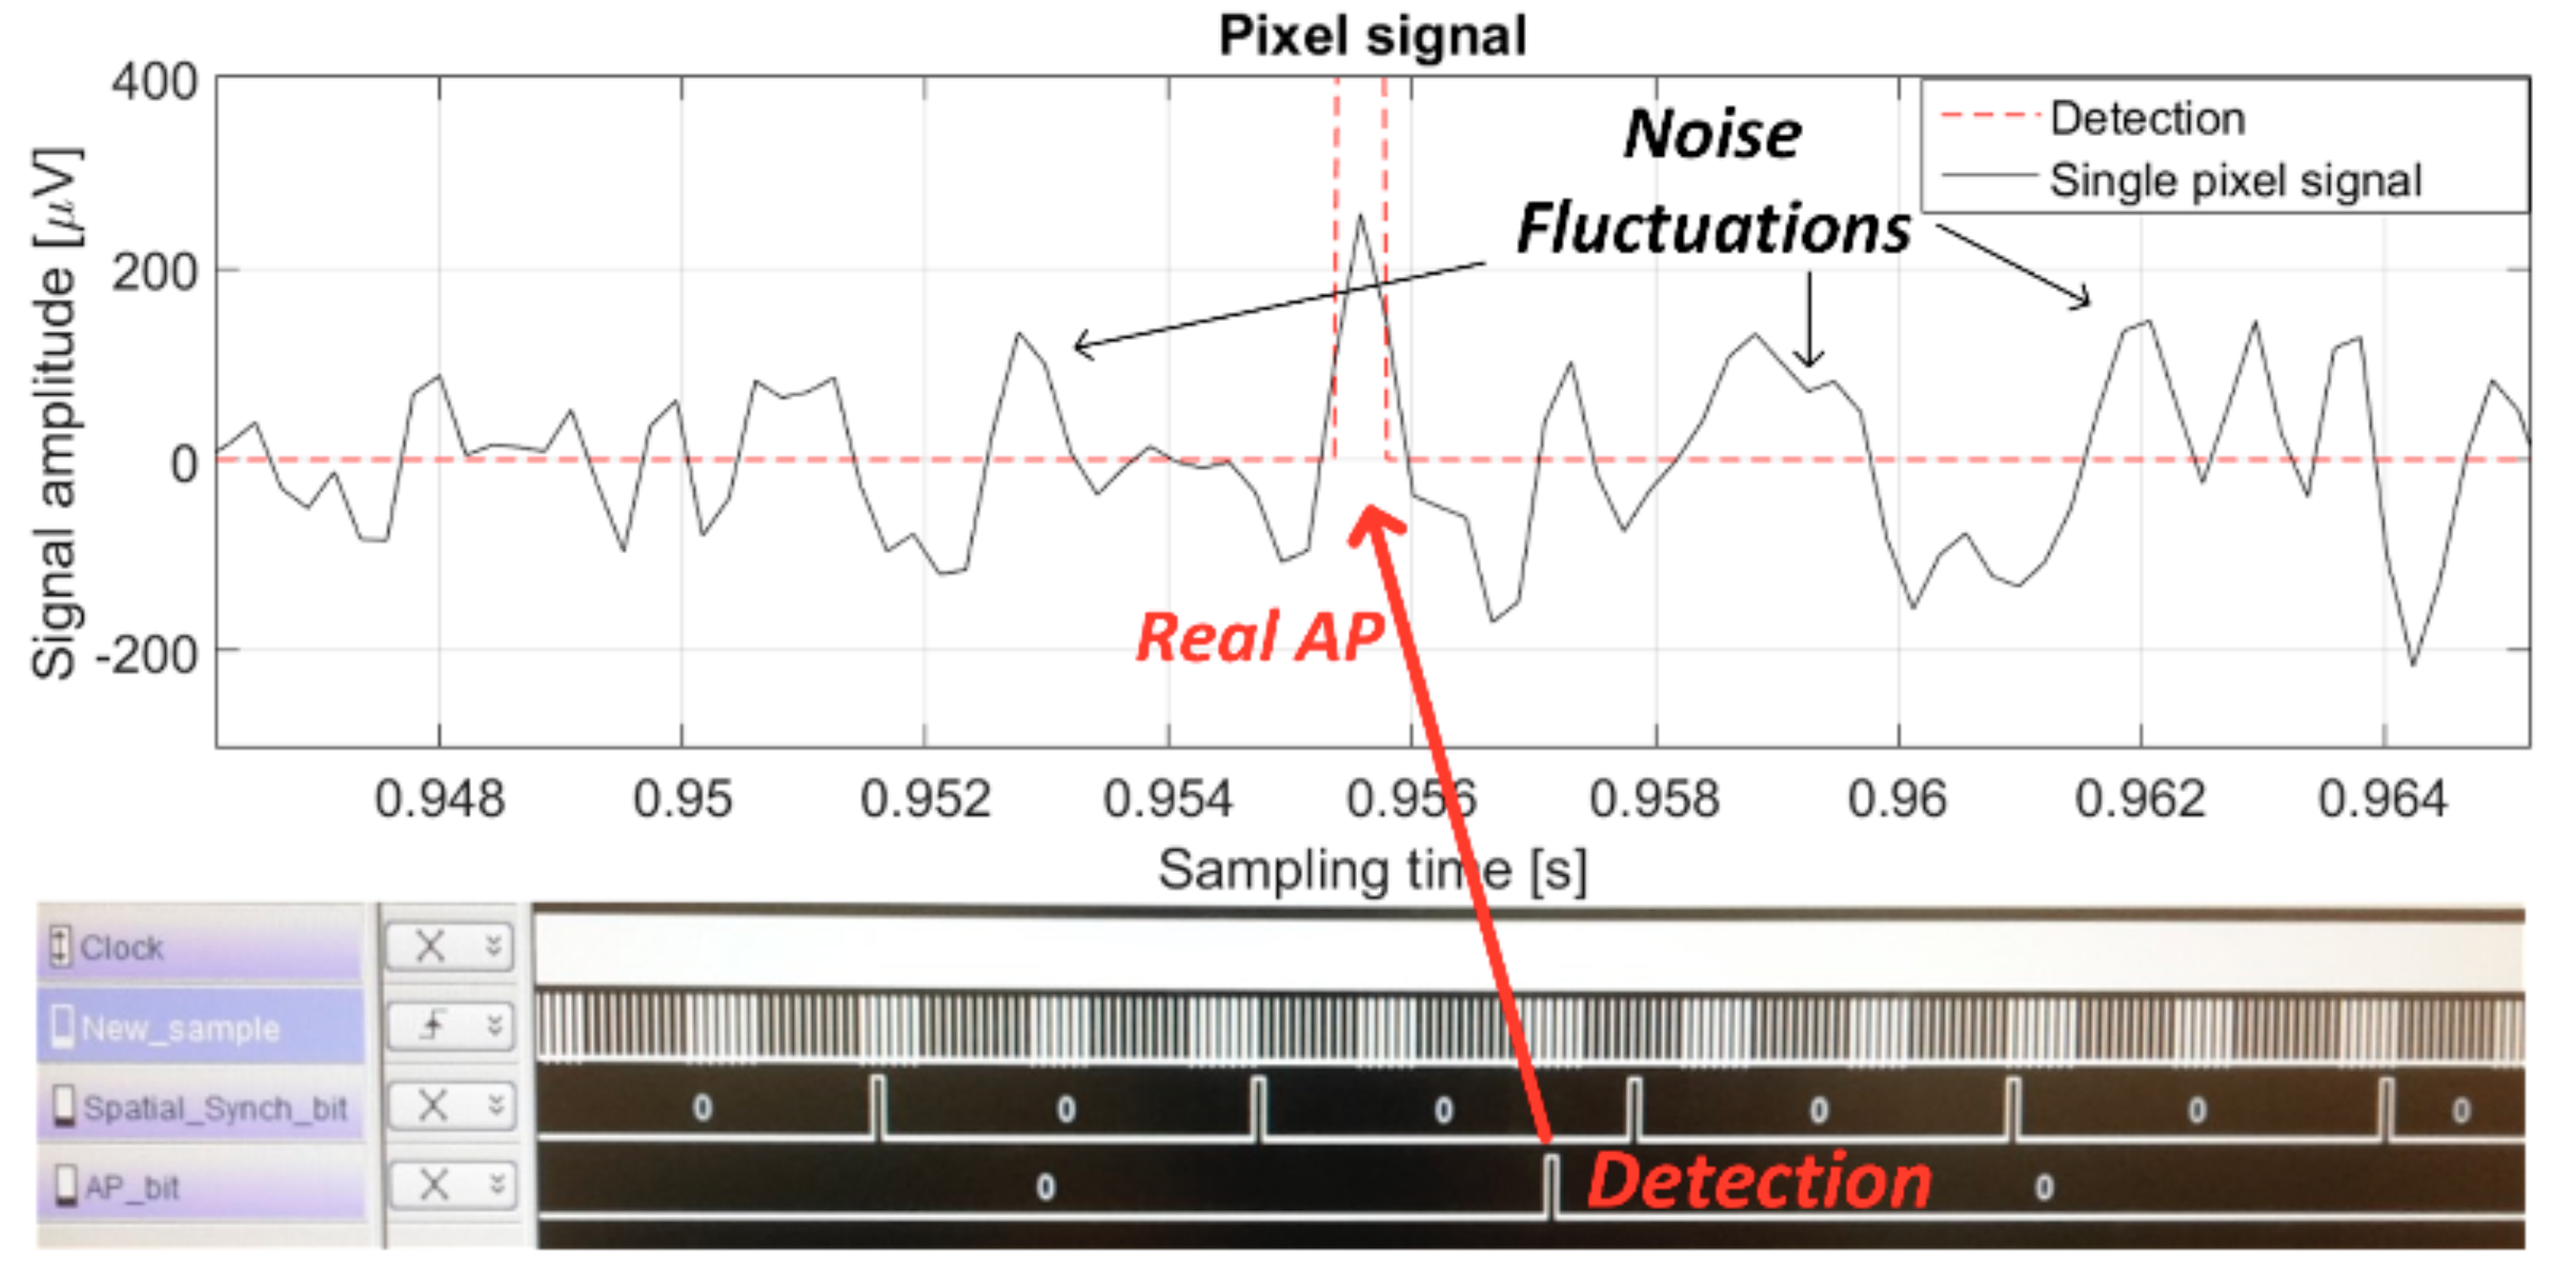 Pixel signal
400
200
0
-200
Signal amplitude [μV]
Detection
Single pixel signal
Noise
Fluctuations
Real AP
0.948 0.95 0.952 0.954 0.956 0.958 0.96 0.962 0.964
Sampling time [s]
Clock
New_sample
Spatial_Synch_bit 0 0 0 0 0 0
AP_bit 0 Detection 0